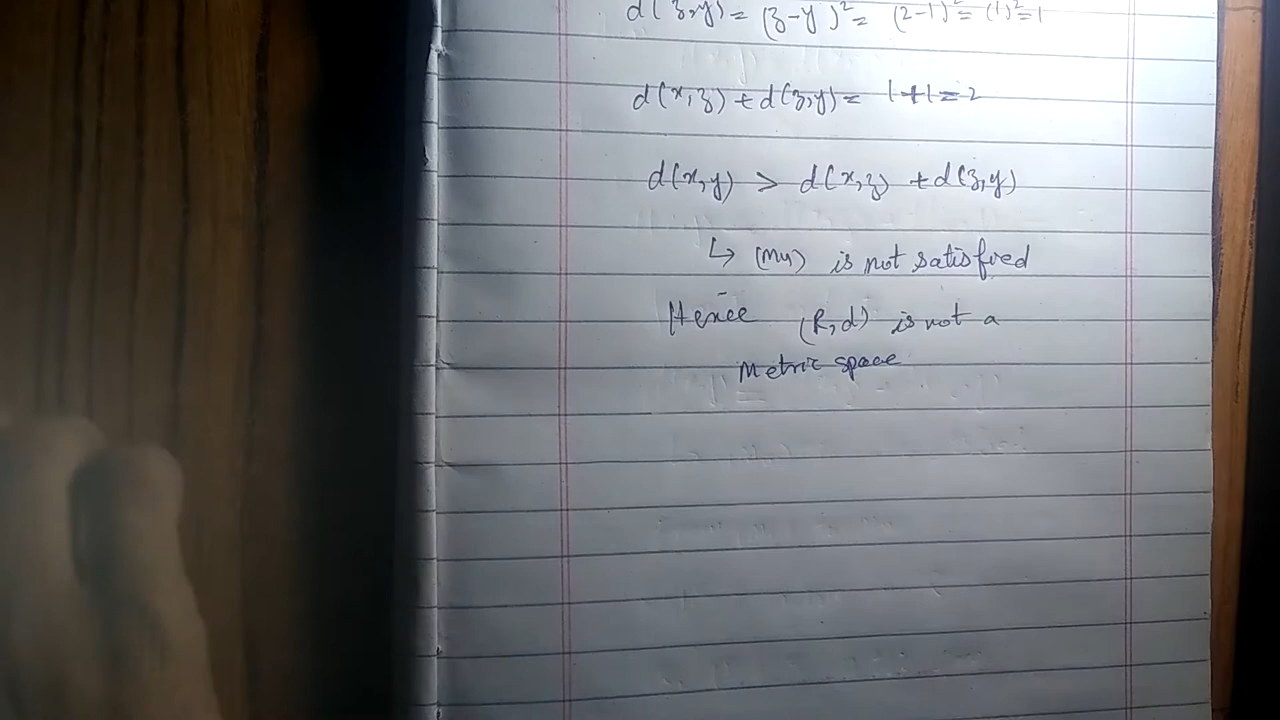 d(z,y) = (z-y)² = (2-1)² = (1)² = 1
d(x,z) + d(z,y) = 1+1=2
d(x,y) > d(x,z) + d(z,y)
↳ (M4) is not satisfied
Hence (R,d) is not a
Metric space